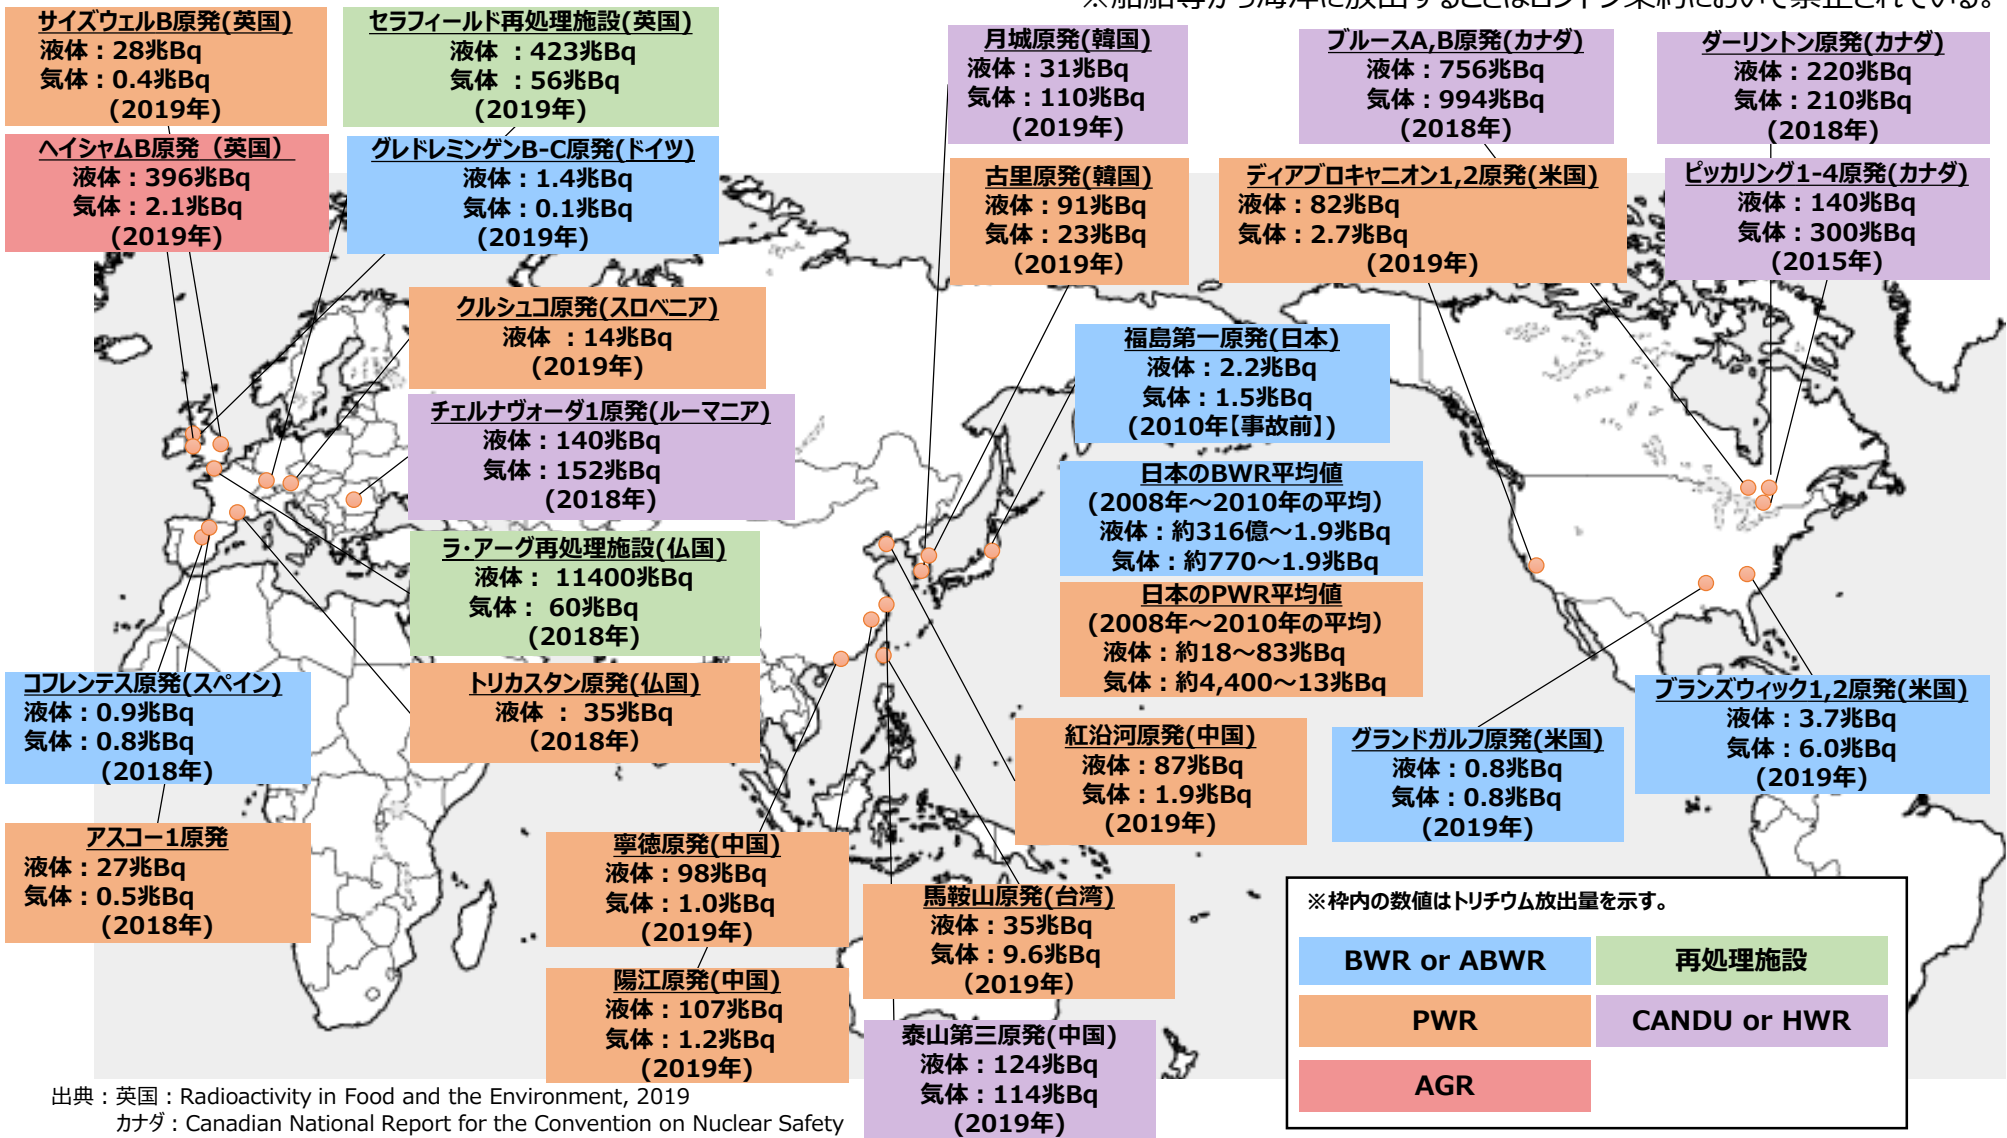 ※船舶等から海洋に放出することはロンドン条約において禁止されている。
サイズウェルB原発(英国)
液体：28兆Bq
気体：0.4兆Bq
(2019年)
セラフィールド再処理施設(英国)
液体 ：423兆Bq
気体 ：56兆Bq
(2019年)
月城原発(韓国)
液体：31兆Bq
気体：110兆Bq
(2019年)
ブルースA,B原発(カナダ)
液体：756兆Bq
気体：994兆Bq
(2018年)
ダーリントン原発(カナダ)
液体：220兆Bq
気体：210兆Bq
(2018年)
ヘイシャムB原発（英国）
液体：396兆Bq
気体：2.1兆Bq
(2019年)
グレドレミンゲンB-C原発(ドイツ)
液体：1.4兆Bq
気体：0.1兆Bq
(2019年)
古里原発(韓国)
液体：91兆Bq
気体：23兆Bq
（2019年）
ディアブロキャニオン1,2原発(米国)
液体：82兆Bq
気体：2.7兆Bq
(2019年)
ピッカリング1-4原発(カナダ)
液体：140兆Bq
気体：300兆Bq
(2015年)
クルシュコ原発(スロベニア)
液体 ：14兆Bq
(2019年)
福島第一原発(日本)
液体：2.2兆Bq
気体：1.5兆Bq
(2010年【事故前】)
チェルナヴォーダ1原発(ルーマニア)
液体：140兆Bq
気体：152兆Bq
(2018年)
日本のBWR平均値
(2008年～2010年の平均）
液体：約316億～1.9兆Bq
気体：約770～1.9兆Bq
ラ・アーグ再処理施設(仏国)
液体： 11400兆Bq
気体： 60兆Bq
(2018年)
日本のPWR平均値
(2008年～2010年の平均）
液体：約18～83兆Bq
気体：約4,400～13兆Bq
コフレンテス原発(スペイン)
液体：0.9兆Bq
気体：0.8兆Bq
(2018年)
トリカスタン原発(仏国)
液体 ： 35兆Bq
（2018年）
紅沿河原発(中国)
液体：87兆Bq
気体：1.9兆Bq
(2019年)
グランドガルフ原発(米国)
液体：0.8兆Bq
気体：0.8兆Bq
(2019年)
ブランズウィック1,2原発(米国)
液体：3.7兆Bq
気体：6.0兆Bq
(2019年)
アスコー1原発
液体：27兆Bq
気体：0.5兆Bq
(2018年)
寧徳原発(中国)
液体：98兆Bq
気体：1.0兆Bq
(2019年)
馬鞍山原発(台湾)
液体：35兆Bq
気体：9.6兆Bq
（2019年）
陽江原発(中国)
液体：107兆Bq
気体：1.2兆Bq
(2019年)
泰山第三原発(中国)
液体：124兆Bq
気体：114兆Bq
(2019年)
※枠内の数値はトリチウム放出量を示す。
BWR or ABWR
再処理施設
PWR
CANDU or HWR
AGR
出典：英国：Radioactivity in Food and the Environment, 2019
カナダ：Canadian National Report for the Convention on Nuclear Safety